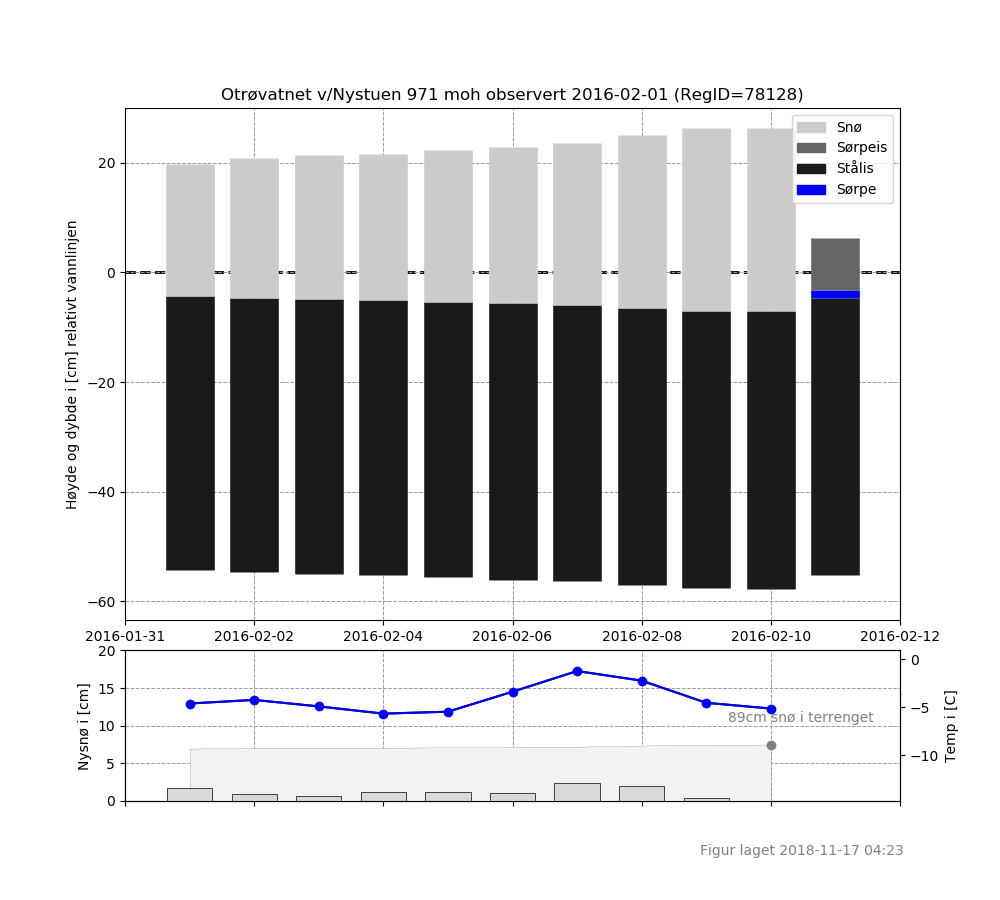 Otrøvatnet v/Nystuen 971 moh observert 2016-02-01 (RegID=78128)
Snø
Sørpeis
Stålis
Sørpe
Høyde og dybde i [cm] relativt vannlinjen
20
0
−20
−40
−60
2016-01-31 2016-02-02 2016-02-04 2016-02-06 2016-02-08 2016-02-10 2016-02-12
Nysnø i [cm]
20
15
10
5
0
89cm snø i terrenget
0
−5
−10
Temp i [C]
Figur laget 2018-11-17 04:23